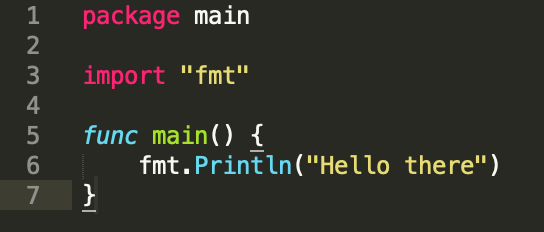 1 package main
2
3 import "fmt"
4
5 func main() {
6     fmt.Println("Hello there")
7 }